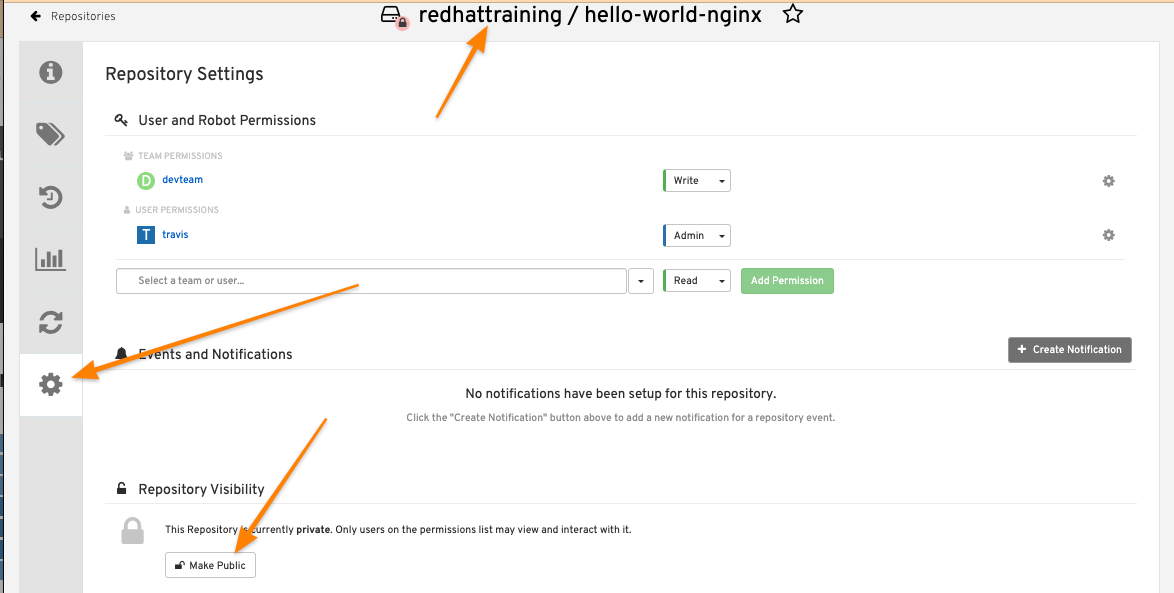 Repositories
redhattraining / hello-world-nginx
Repository Settings
User and Robot Permissions
TEAM PERMISSIONS
D devteam Write
USER PERMISSIONS
T travis Admin
Select a team or user... Read Add Permission
Events and Notifications + Create Notification
No notifications have been setup for this repository.
Click the "Create Notification" button above to add a new notification for a repository event.
Repository Visibility
This Repository is currently private. Only users on the permissions list may view and interact with it.
Make Public